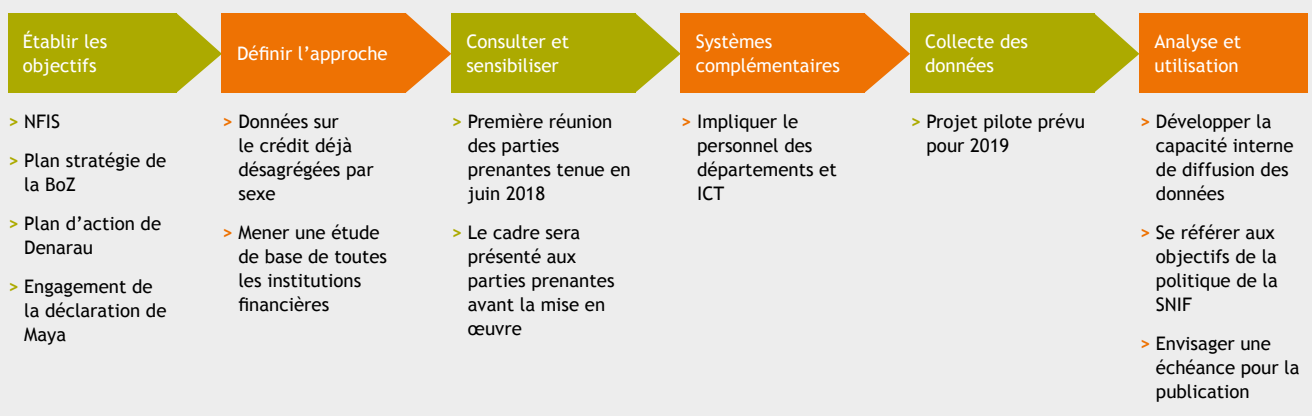 Établir les
objectifs
Définir l’approche
Consulter et
sensibiliser
Systèmes
complémentaires
Collecte des
données
Analyse et
utilisation
> NFIS
> Plan stratégie de
la BoZ
> Plan d’action de
Denarau
> Engagement de
la déclaration de
Maya
> Données sur
le crédit déjà
désagrégées par
sexe
> Mener une étude
de base de toutes
les institutions
financières
> Première réunion
des parties
prenantes tenue en
juin 2018
> Le cadre sera
présenté aux
parties prenantes
avant la mise en
œuvre
> Impliquer le
personnel des
départements et
ICT
> Projet pilote prévu
pour 2019
> Développer la
capacité interne
de diffusion des
données
> Se référer aux
objectifs de la
politique de la
SNIF
> Envisager une
échéance pour la
publication